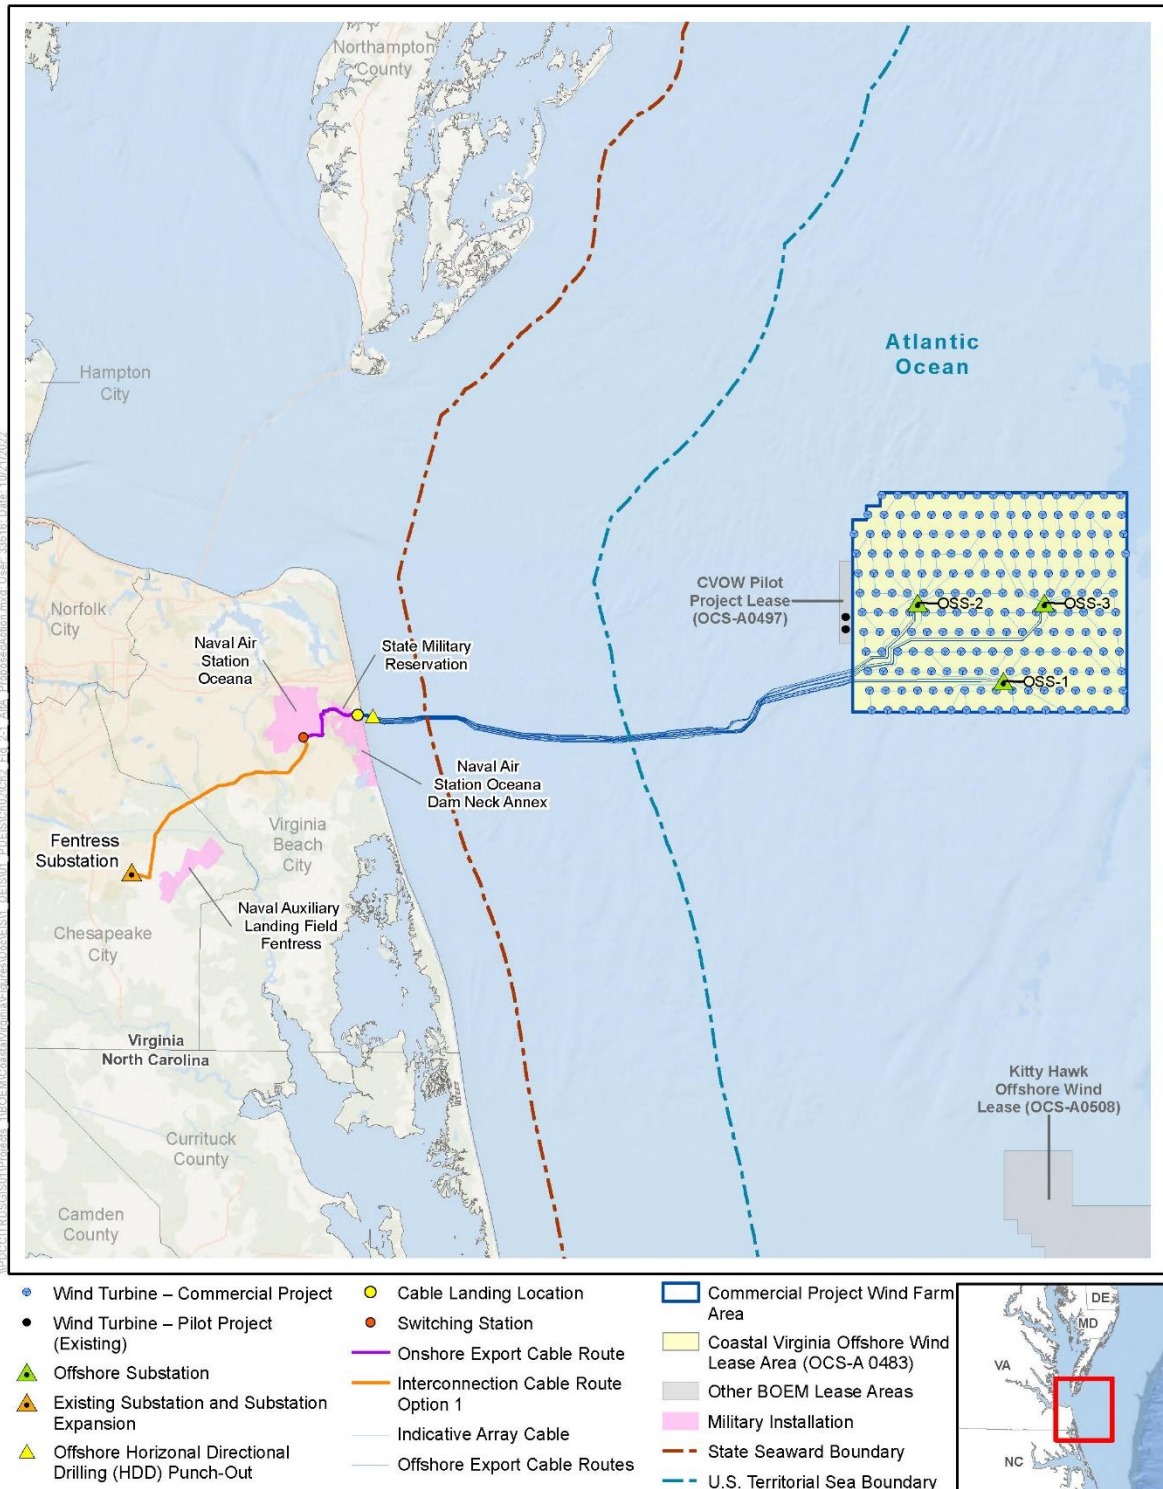 Northampton
County
Atlantic
Ocean
Hampton
City
CVOW Pilot
Project Lease
(OCS-A0497)
OSS-2
OSS-3
OSS-1
Norfolk
City
Naval Air
Station
Oceana
State Military
Reservation
Naval Air
Station Oceana
Dam Neck Annex
Virginia
Beach
City
Fentress
Substation
Naval Auxiliary
Landing Field
Fentress
Chesapeake
City
Virginia
North Carolina
Kitty Hawk
Offshore Wind
Lease (OCS-A0508)
Currituck
County
Camden
County
Wind Turbine – Commercial Project
Wind Turbine – Pilot Project
(Existing)
Offshore Substation
Existing Substation and Substation
Expansion
Offshore Horizonal Directional
Drilling (HDD) Punch-Out
Cable Landing Location
Switching Station
Onshore Export Cable Route
Interconnection Cable Route
Option 1
Indicative Array Cable
Offshore Export Cable Routes
Commercial Project Wind Farm
Area
Coastal Virginia Offshore Wind
Lease Area (OCS-A 0483)
Other BOEM Lease Areas
Military Installation
State Seaward Boundary
U.S. Territorial Sea Boundary
DE
MD
VA
NC